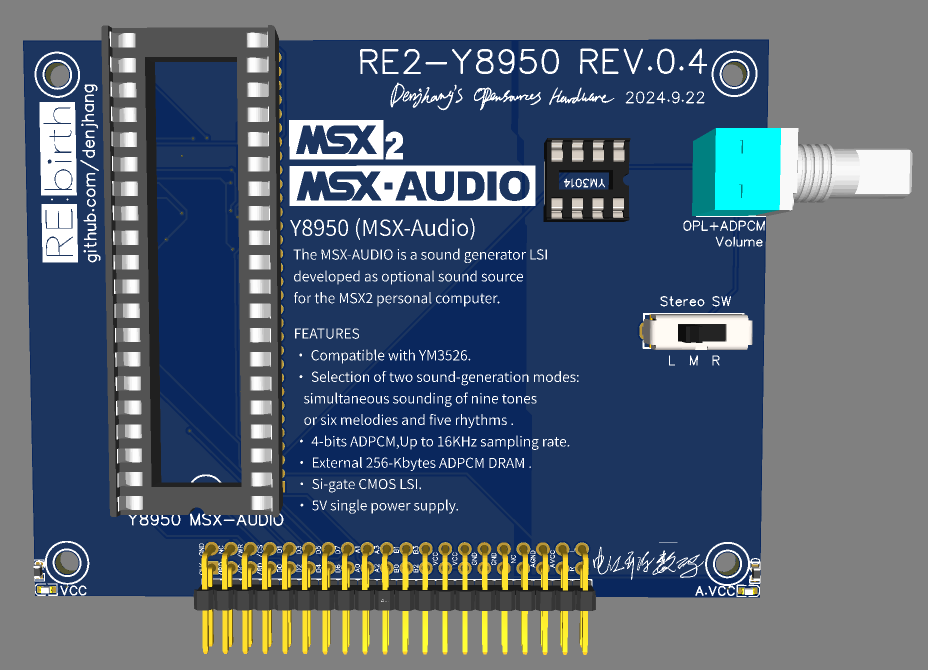 RE2-Y8950 REV.0.4
Denjhang's Opensources Hardware 2024.9.22
RE:birth
github.com/denjhang
MSX2
MSX-AUDIO
YM3014
Y8950 (MSX-Audio)
OPL+ADPCM
Volume
The MSX-AUDIO is a sound generator LSI
developed as optional sound source
for the MSX2 personal computer.
Stereo SW
L M R
FEATURES
· Compatible with YM3526.
· Selection of two sound-generation modes:
simultaneous sounding of nine tones
or six melodies and five rhythms .
· 4-bits ADPCM,Up to 16KHz sampling rate.
· External 256-Kbytes ADPCM DRAM .
· Si-gate CMOS LSI.
· 5V single power supply.
Y8950 MSX-AUDIO
VCC
A.VCC